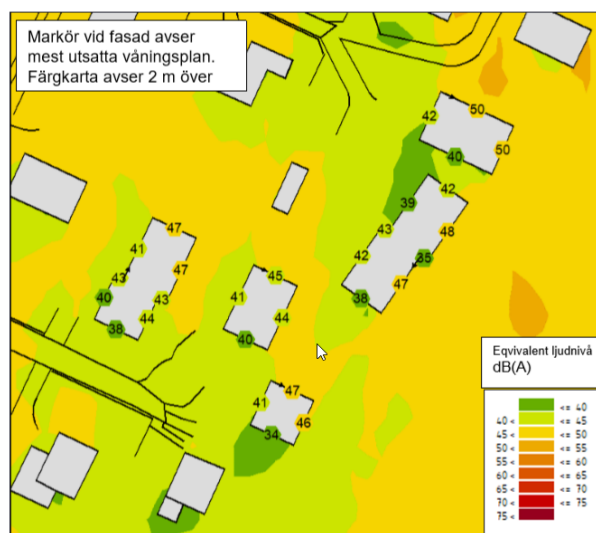 Markör vid fasad avser
mest utsatta våningsplan.
Färgkarta avser 2 m över
50
42
50
40
42
39
47
43
48
41
42
35
47
45
43
47
40
41
43
38
44
44
38
40
47
41
46
34
Eqvivalent ljudnivå
dB(A)
<= 40
40 < <= 45
45 < <= 50
50 < <= 55
55 < <= 60
60 < <= 65
65 < <= 70
70 < <= 75
75 <